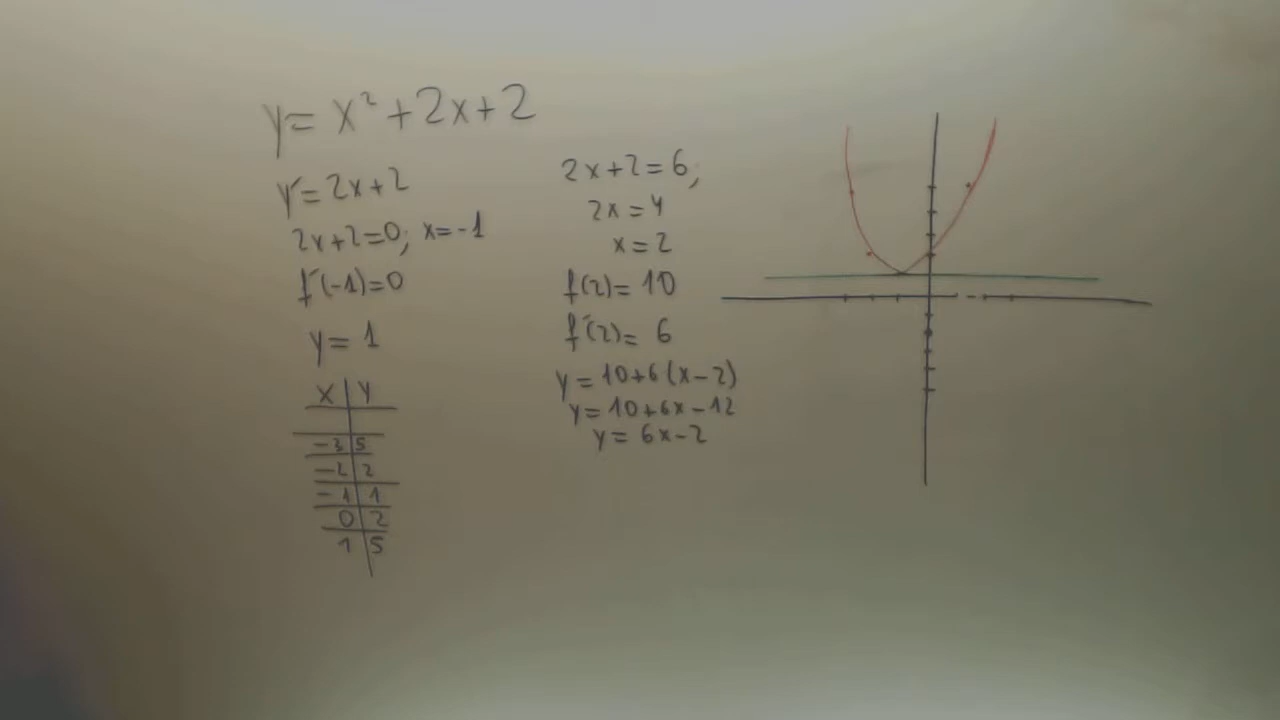 y = x² + 2x + 2
y' = 2x + 2
2x + 2 = 0; x = -1
f'(-1) = 0
y = 1
x | y
-3 | 5
-2 | 2
-1 | 1
0 | 2
1 | 5
2x + 2 = 6;
2x = 4
x = 2
f(2) = 10
f'(2) = 6
y = 10 + 6(x - 2)
y = 10 + 6x - 12
y = 6x - 2